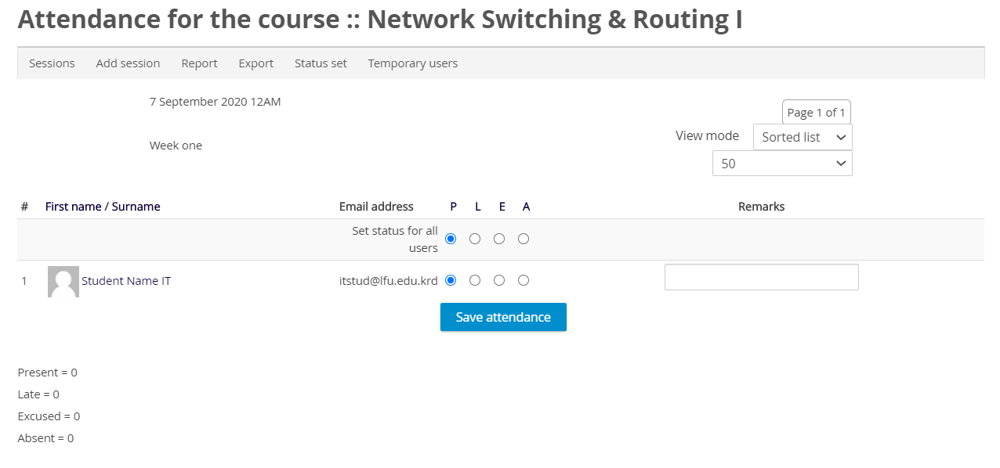 Attendance for the course :: Network Switching & Routing I
Sessions Add session Report Export Status set Temporary users
7 September 2020 12AM
Page 1 of 1
View mode Sorted list
Week one
50
# First name / Surname Email address P L E A Remarks
Set status for all
users
1 Student Name IT itstud@lfu.edu.krd
Save attendance
Present = 0
Late = 0
Excused = 0
Absent = 0